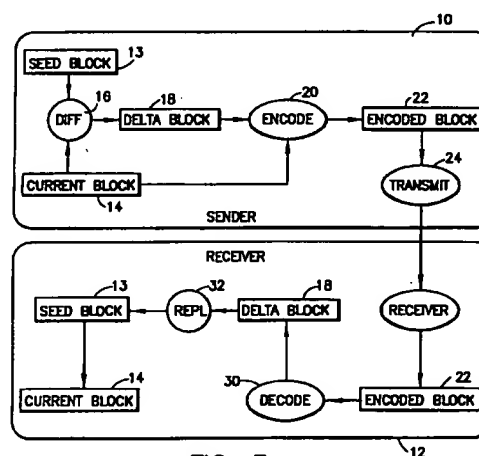 10
SEED BLOCK 13
16 18 20 22
DIFF DELTA BLOCK ENCODE ENCODED BLOCK
24
CURRENT BLOCK TRANSMIT
14
SENDER
RECEIVER
13 32 18
SEED BLOCK REPL DELTA BLOCK RECEIVER
14 30 22
CURRENT BLOCK DECODE ENCODED BLOCK
12